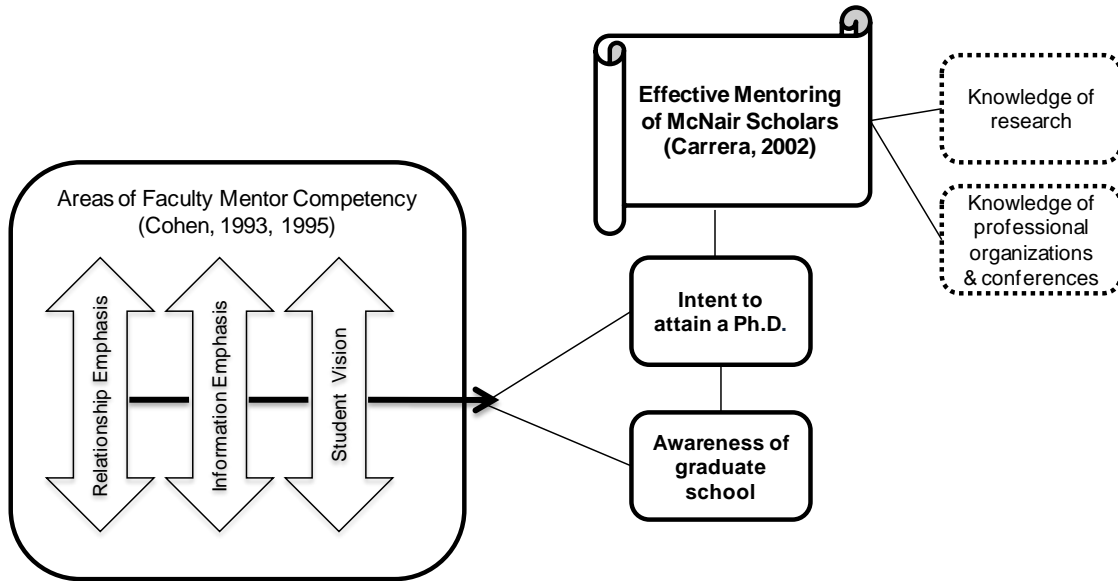 Areas of Faculty Mentor Competency
(Cohen, 1993, 1995)
Relationship Emphasis
Information Emphasis
Student Vision
Effective Mentoring
of McNair Scholars
(Carrera, 2002)
Intent to
attain a Ph.D.
Awareness of
graduate
school
Knowledge of
research
Knowledge of
professional
organizations
& conferences